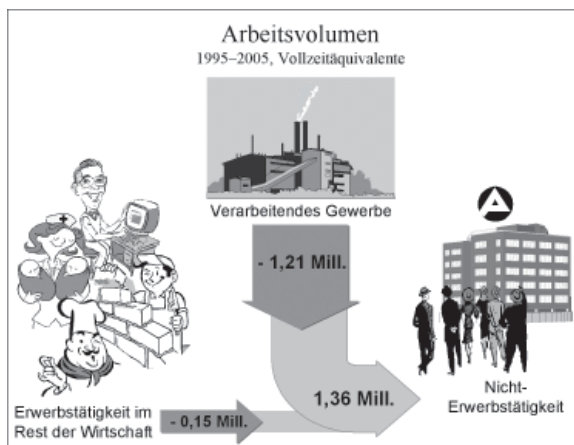 Arbeitsvolumen
1995–2005, Vollzeitäquivalente
Verarbeitendes Gewerbe
- 1,21 Mill.
1,36 Mill.
Nicht-
Erwerbstätigkeit
Erwerbstätigkeit im
Rest der Wirtschaft
- 0,15 Mill.